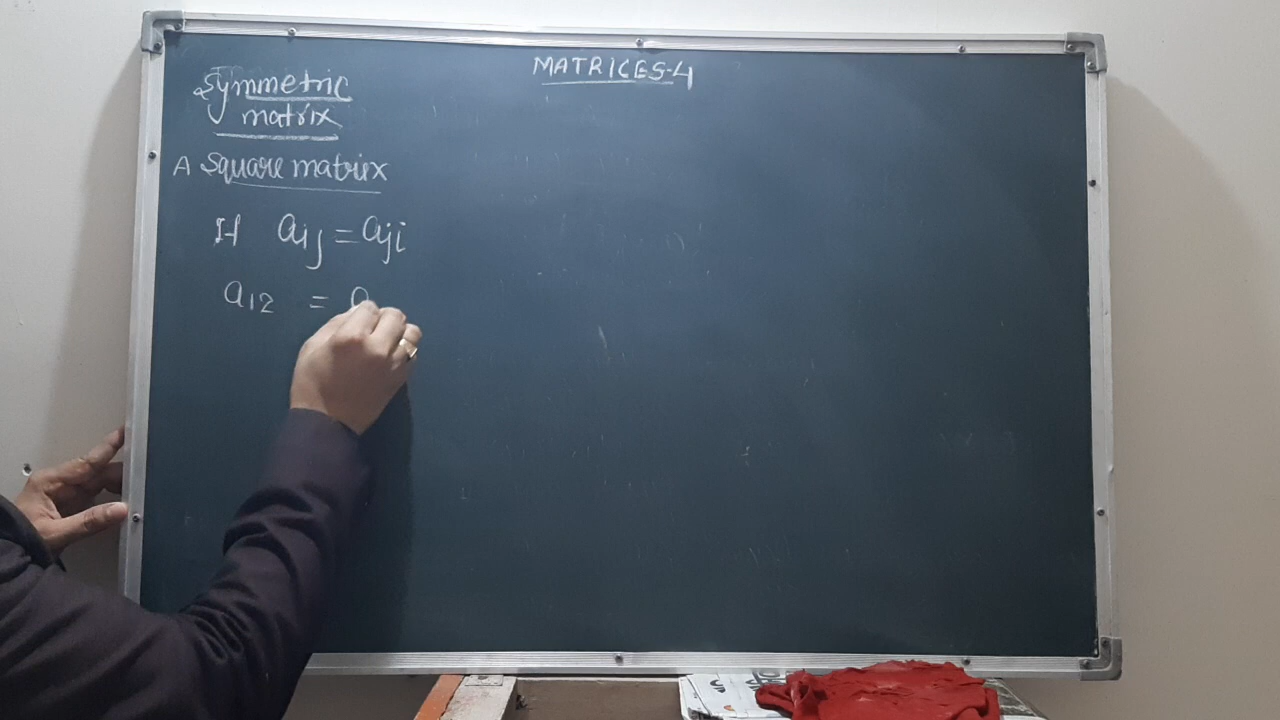 MATRICES-4
Symmetric
matrix
A Square matrix
If aij = aji
a12 = a